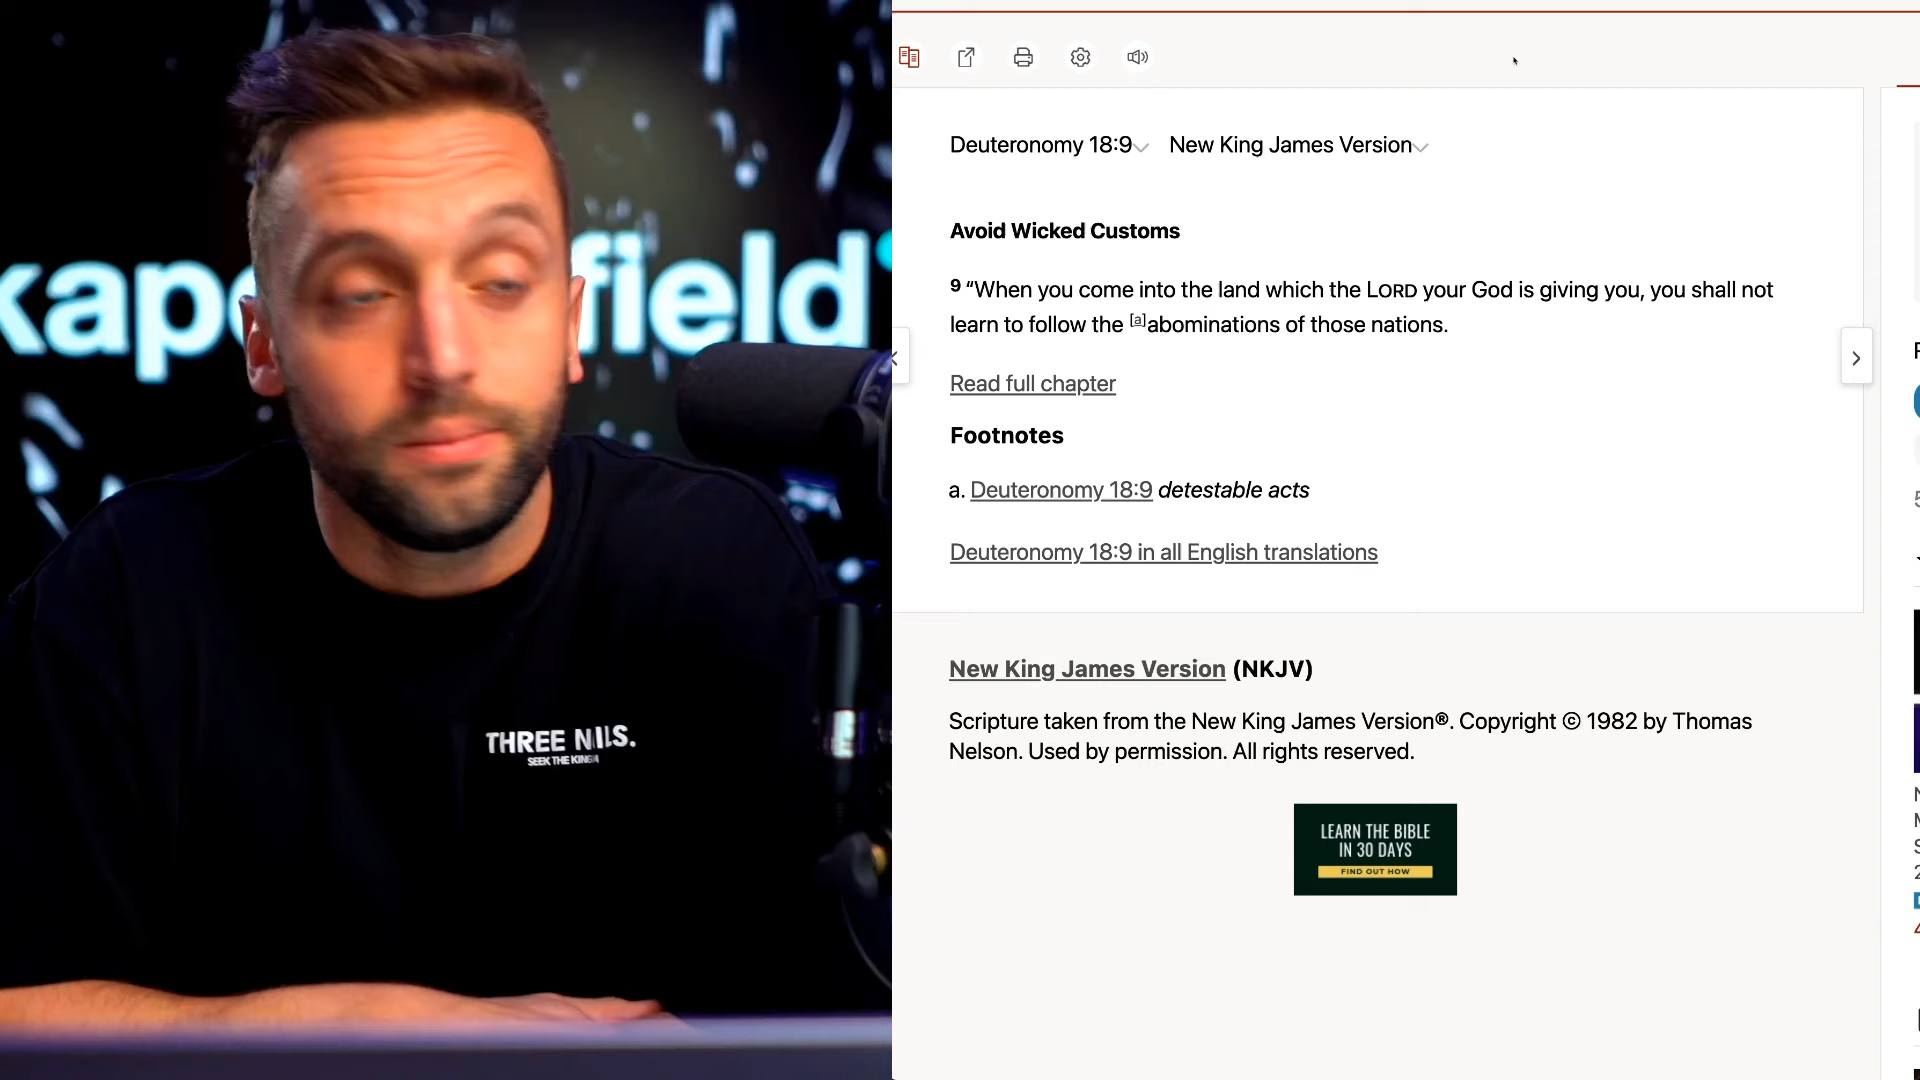 kap
field
THREE NAILS.
SEEK THE KING
Deuteronomy 18:9 New King James Version
Avoid Wicked Customs
9 “When you come into the land which the LORD your God is giving you, you shall not
learn to follow the [a]abominations of those nations.
Read full chapter
Footnotes
a. Deuteronomy 18:9 detestable acts
Deuteronomy 18:9 in all English translations
New King James Version (NKJV)
Scripture taken from the New King James Version®. Copyright © 1982 by Thomas
Nelson. Used by permission. All rights reserved.
LEARN THE BIBLE
IN 30 DAYS
FIND OUT HOW